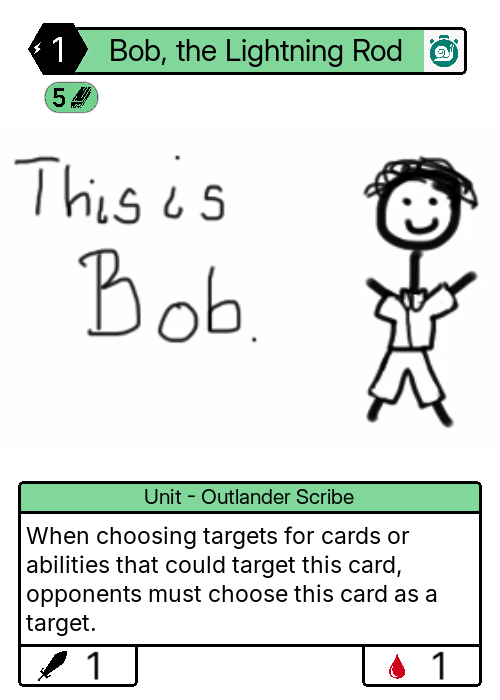 1 Bob, the Lightning Rod
5
This is
Bob.
Unit - Outlander Scribe
When choosing targets for cards or
abilities that could target this card,
opponents must choose this card as a
target.
1 1